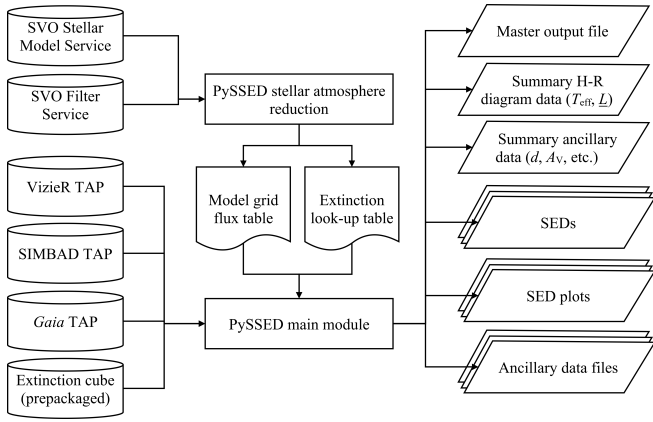 SVO Stellar
Model Service
SVO Filter
Service
VizieR TAP
SIMBAD TAP
Gaia TAP
Extinction cube
(prepackaged)
PySSED stellar atmosphere
reduction
Model grid
flux table
Extinction
look-up table
PySSED main module
Master output file
Summary H-R
diagram data (Teff, L)
Summary ancillary
data (d, AV, etc.)
SEDs
SED plots
Ancillary data files